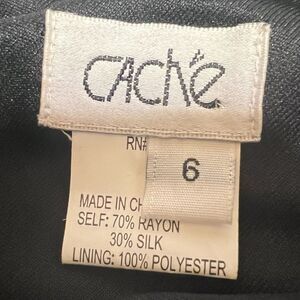 CACHé
RN#
6
MADE IN CH
SELF: 70% RAYON
30% SILK
LINING: 100% POLYESTER